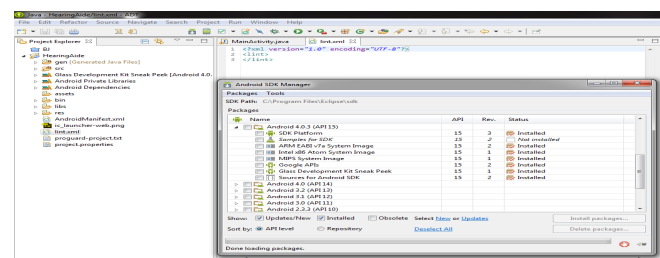 Java - HearingAide/lint.xml - ADT
File Edit Refactor Source Navigate Search Project Run Window Help
Project Explorer
MainActivity.java
lint.xml
BJ
HearingAide
gen [Generated Java Files]
src
Glass Development Kit Sneak Peek [Android 4.0.
Android Private Libraries
Android Dependencies
assets
bin
libs
res
AndroidManifest.xml
ic_launcher-web.png
lint.xml
proguard-project.txt
project.properties
1 <?xml version="1.0" encoding="UTF-8"?>
2 <lint>
3 </lint>
Android SDK Manager
Packages Tools
SDK Path: C:\Program Files\Eclipse\sdk
Packages
Name API Rev. Status
Android 4.0.3 (API 15)
SDK Platform 15 3 Installed
Samples for SDK 15 2 Not installed
ARM EABI v7a System Image 15 2 Installed
Intel x86 Atom System Image 15 1 Installed
MIPS System Image 15 1 Installed
Google APIs 15 2 Installed
Glass Development Kit Sneak Peek 15 1 Installed
Sources for Android SDK 15 2 Installed
Android 4.0 (API 14)
Android 3.2 (API 13)
Android 3.1 (API 12)
Android 3.0 (API 11)
Android 2.3.3 (API 10)
Show: Updates/New Installed Obsolete Select New or Updates Install packages...
Sort by: API level Repository Deselect All Delete packages...
Done loading packages.